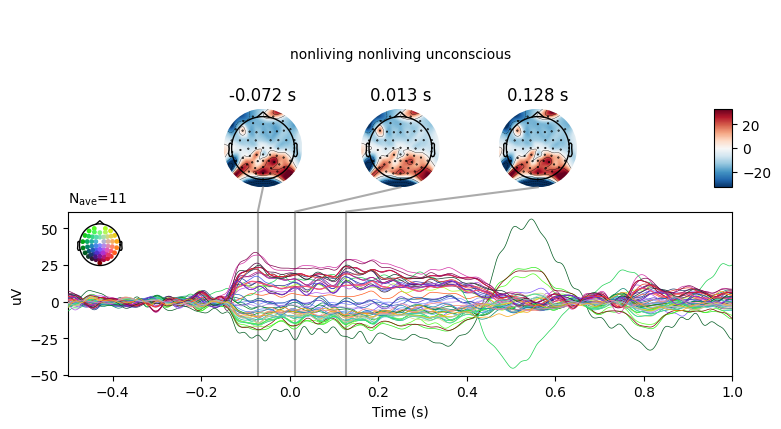 nonliving nonliving unconscious
-0.072 s 0.013 s 0.128 s
20
0
−20
Nave=11
50
25
0
−25
−50
uV
−0.4 −0.2 0.0 0.2 0.4 0.6 0.8 1.0
Time (s)